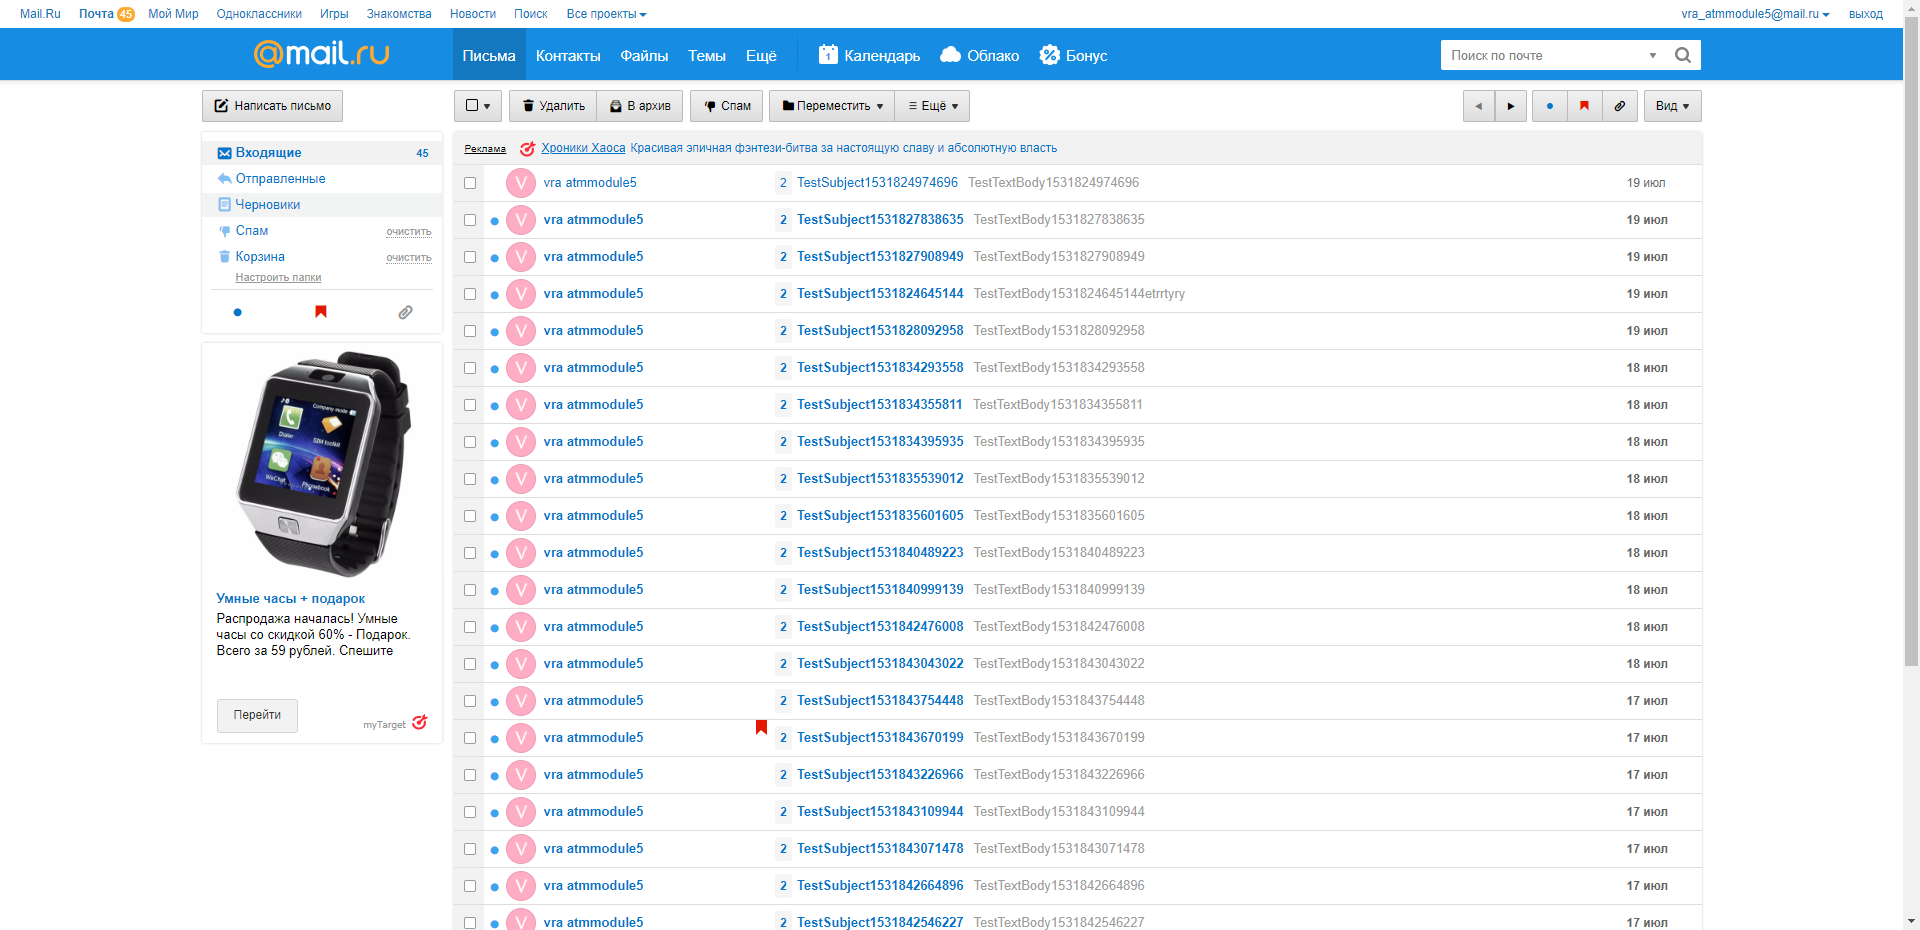 Mail.Ru Почта 45 Мой Мир Одноклассники Игры Знакомства Новости Поиск Все проекты vra_atmmodule5@mail.ru выход
@mail.ru Письма Контакты Файлы Темы Ещё 1 Календарь Облако Бонус Поиск по почте
Написать письмо Удалить В архив Спам Переместить Ещё Вид
Входящие 45
Отправленные
Черновики
Спам очистить
Корзина очистить
Настроить папки
Company mode
Dialer
SIM toolkit
WeChat
Phonebook
Умные часы + подарок
Распродажа началась! Умные
часы со скидкой 60% - Подарок.
Всего за 59 рублей. Спешите
Перейти
myTarget
Реклама Хроники Хаоса Красивая эпичная фэнтези-битва за настоящую славу и абсолютную власть
V vra atmmodule5 2 TestSubject1531824974696 TestTextBody1531824974696 19 июл
V vra atmmodule5 2 TestSubject1531827838635 TestTextBody1531827838635 19 июл
V vra atmmodule5 2 TestSubject1531827908949 TestTextBody1531827908949 19 июл
V vra atmmodule5 2 TestSubject1531824645144 TestTextBody1531824645144etrrtyry 19 июл
V vra atmmodule5 2 TestSubject1531828092958 TestTextBody1531828092958 19 июл
V vra atmmodule5 2 TestSubject1531834293558 TestTextBody1531834293558 18 июл
V vra atmmodule5 2 TestSubject1531834355811 TestTextBody1531834355811 18 июл
V vra atmmodule5 2 TestSubject1531834395935 TestTextBody1531834395935 18 июл
V vra atmmodule5 2 TestSubject1531835539012 TestTextBody1531835539012 18 июл
V vra atmmodule5 2 TestSubject1531835601605 TestTextBody1531835601605 18 июл
V vra atmmodule5 2 TestSubject1531840489223 TestTextBody1531840489223 18 июл
V vra atmmodule5 2 TestSubject1531840999139 TestTextBody1531840999139 18 июл
V vra atmmodule5 2 TestSubject1531842476008 TestTextBody1531842476008 18 июл
V vra atmmodule5 2 TestSubject1531843043022 TestTextBody1531843043022 18 июл
V vra atmmodule5 2 TestSubject1531843754448 TestTextBody1531843754448 17 июл
V vra atmmodule5 2 TestSubject1531843670199 TestTextBody1531843670199 17 июл
V vra atmmodule5 2 TestSubject1531843226966 TestTextBody1531843226966 17 июл
V vra atmmodule5 2 TestSubject1531843109944 TestTextBody1531843109944 17 июл
V vra atmmodule5 2 TestSubject1531843071478 TestTextBody1531843071478 17 июл
V vra atmmodule5 2 TestSubject1531842664896 TestTextBody1531842664896 17 июл
V vra atmmodule5 2 TestSubject1531842546227 TestTextBody1531842546227 17 июл